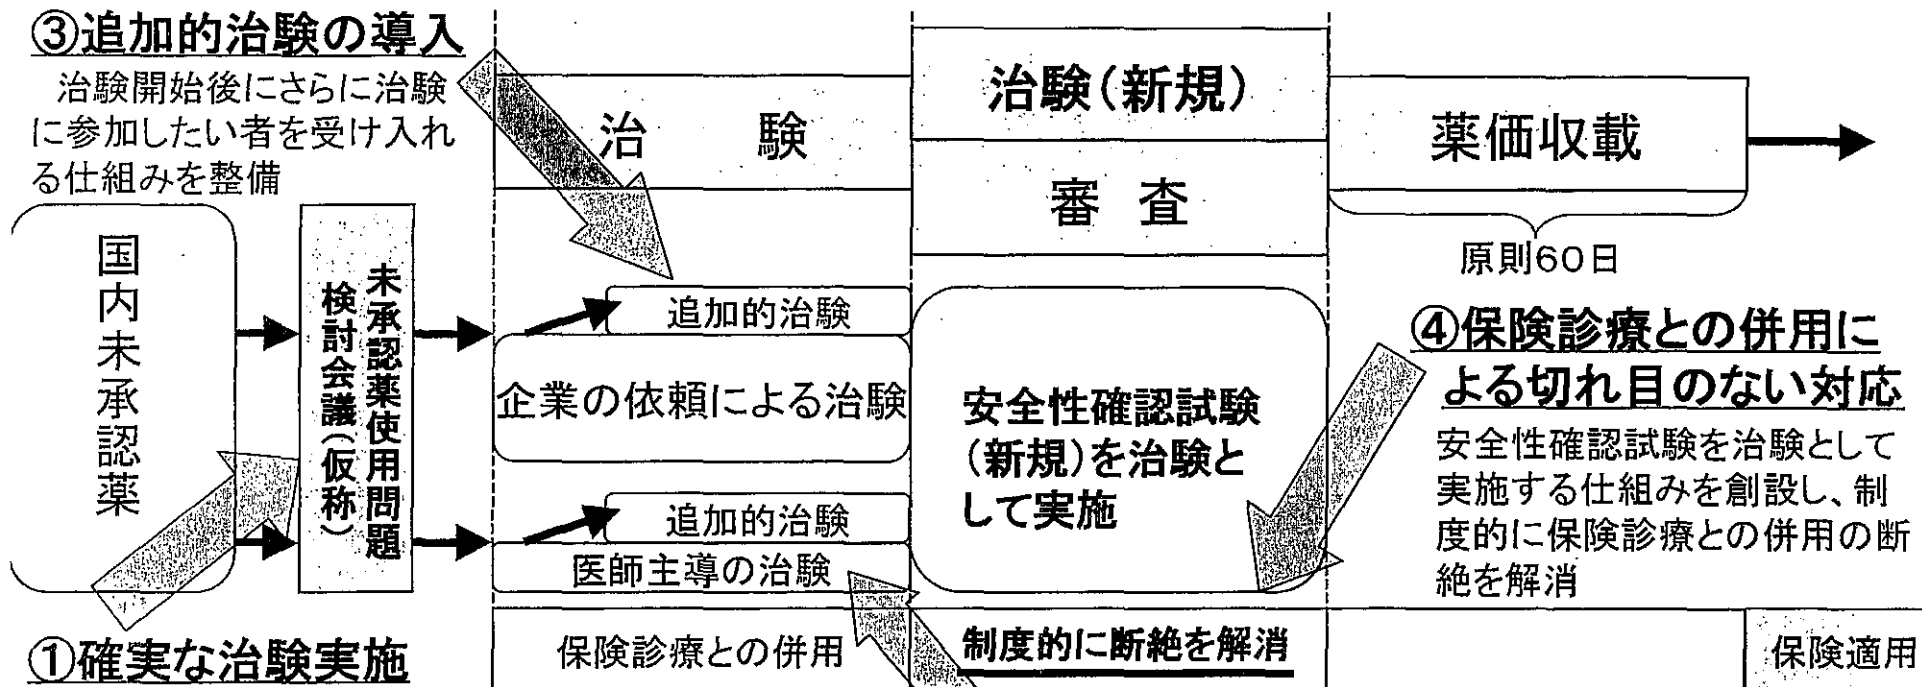 ③追加的治験の導入
治験開始後にさらに治験
に参加したい者を受け入れ
る仕組みを整備
治　験
治験(新規)
審 査
薬価収載
原則60日
国内未承認薬
未承認薬使用問題
検討会議(仮称)
追加的治験
企業の依頼による治験
追加的治験
医師主導の治験
安全性確認試験
(新規)を治験と
して実施
④保険診療との併用に
よる切れ目のない対応
安全性確認試験を治験として
実施する仕組みを創設し、制
度的に保険診療との併用の断
絶を解消
①確実な治験実施
保険診療との併用
制度的に断絶を解消
保険適用